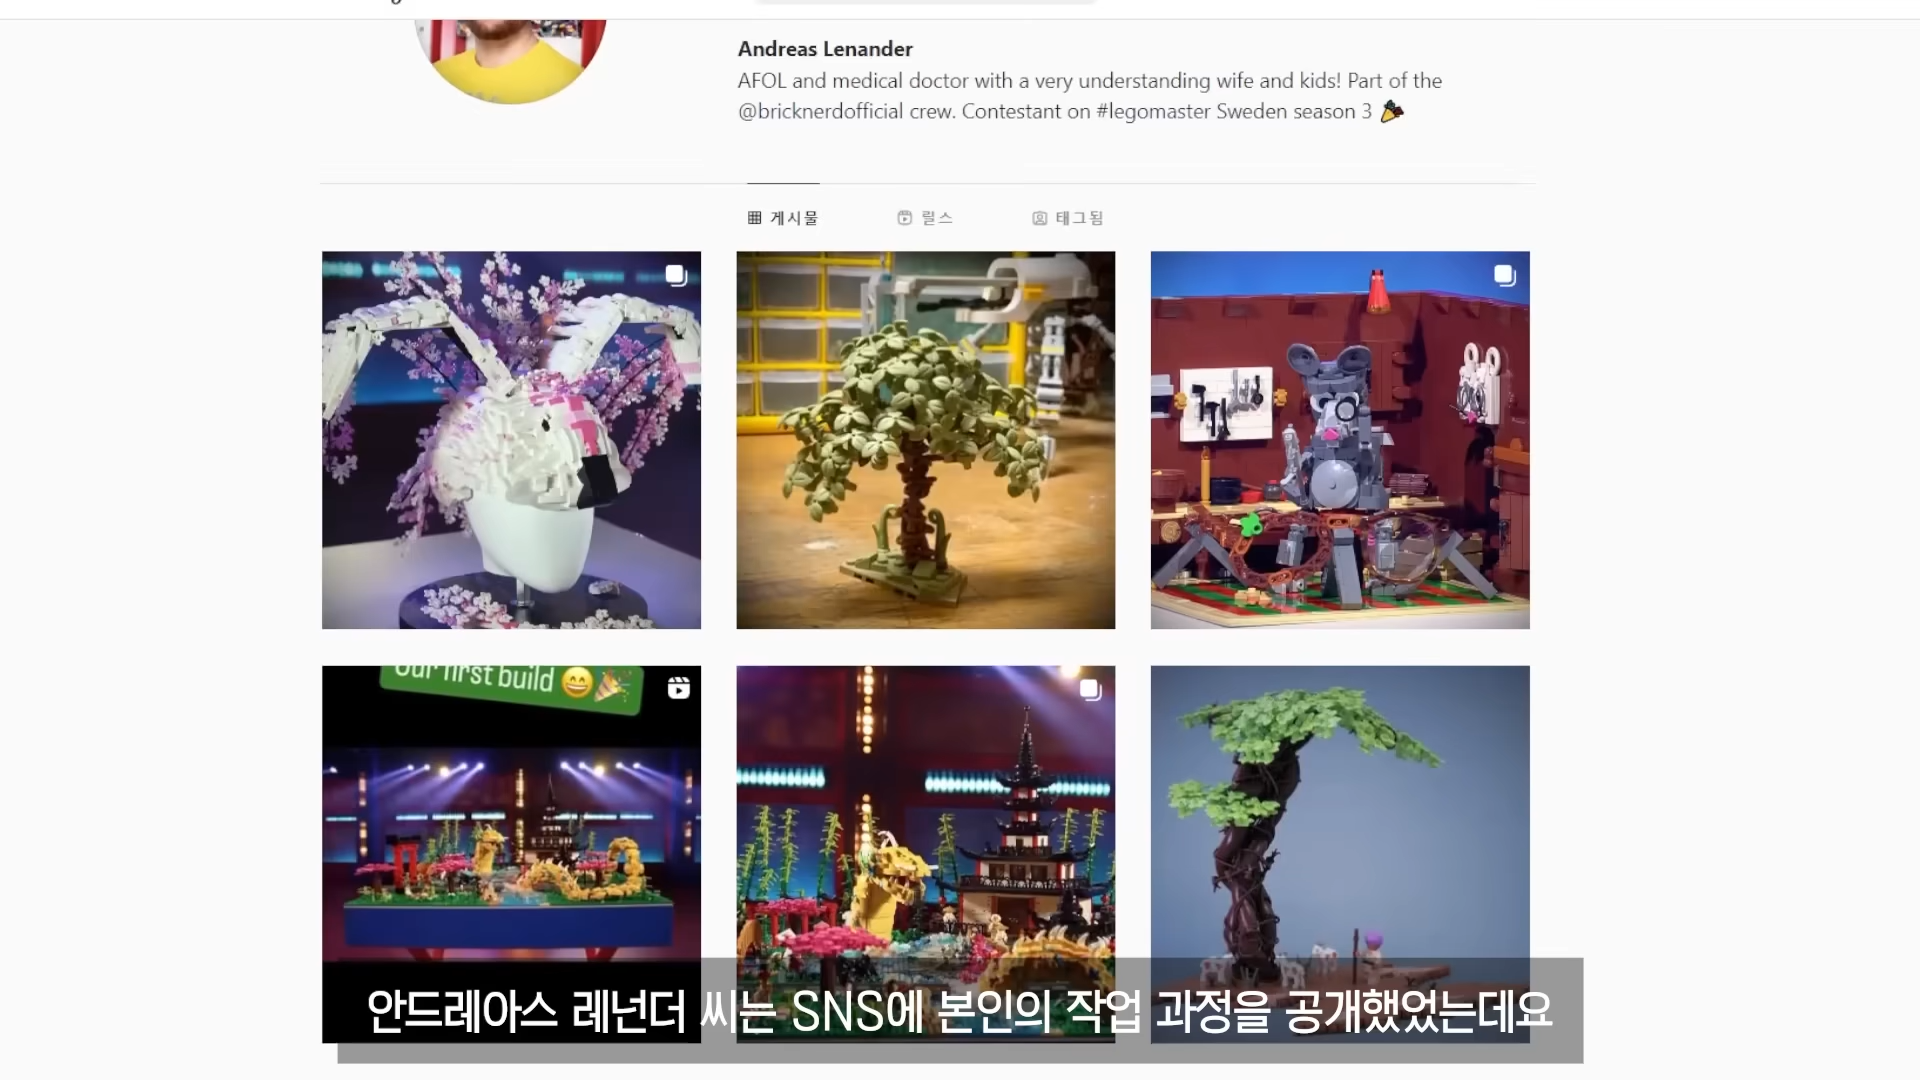 Andreas Lenander
AFOL and medical doctor with a very understanding wife and kids! Part of the
@bricknerdofficial crew. Contestant on #legomaster Sweden season 3
게시물
릴스
태그됨
Our first build
안드레아스 레넌더 씨는 SNS에 본인의 작업 과정을 공개했었는데요